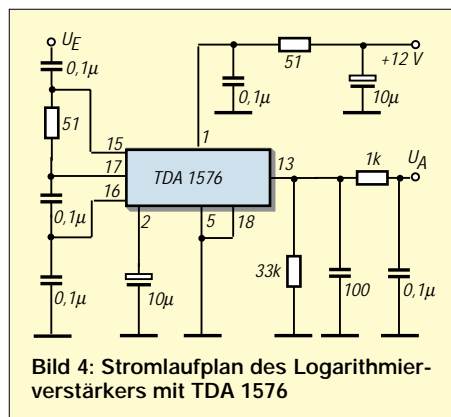 U_E
0,1µ
51
+12 V
0,1µ
10µ
51
1
15
17
16
TDA 1576
13
1k
U_A
0,1µ
2
5
18
33k
100
0,1µ
0,1µ
10µ
Bild 4: Stromlaufplan des Logarithmier-
verstärkers mit TDA 1576